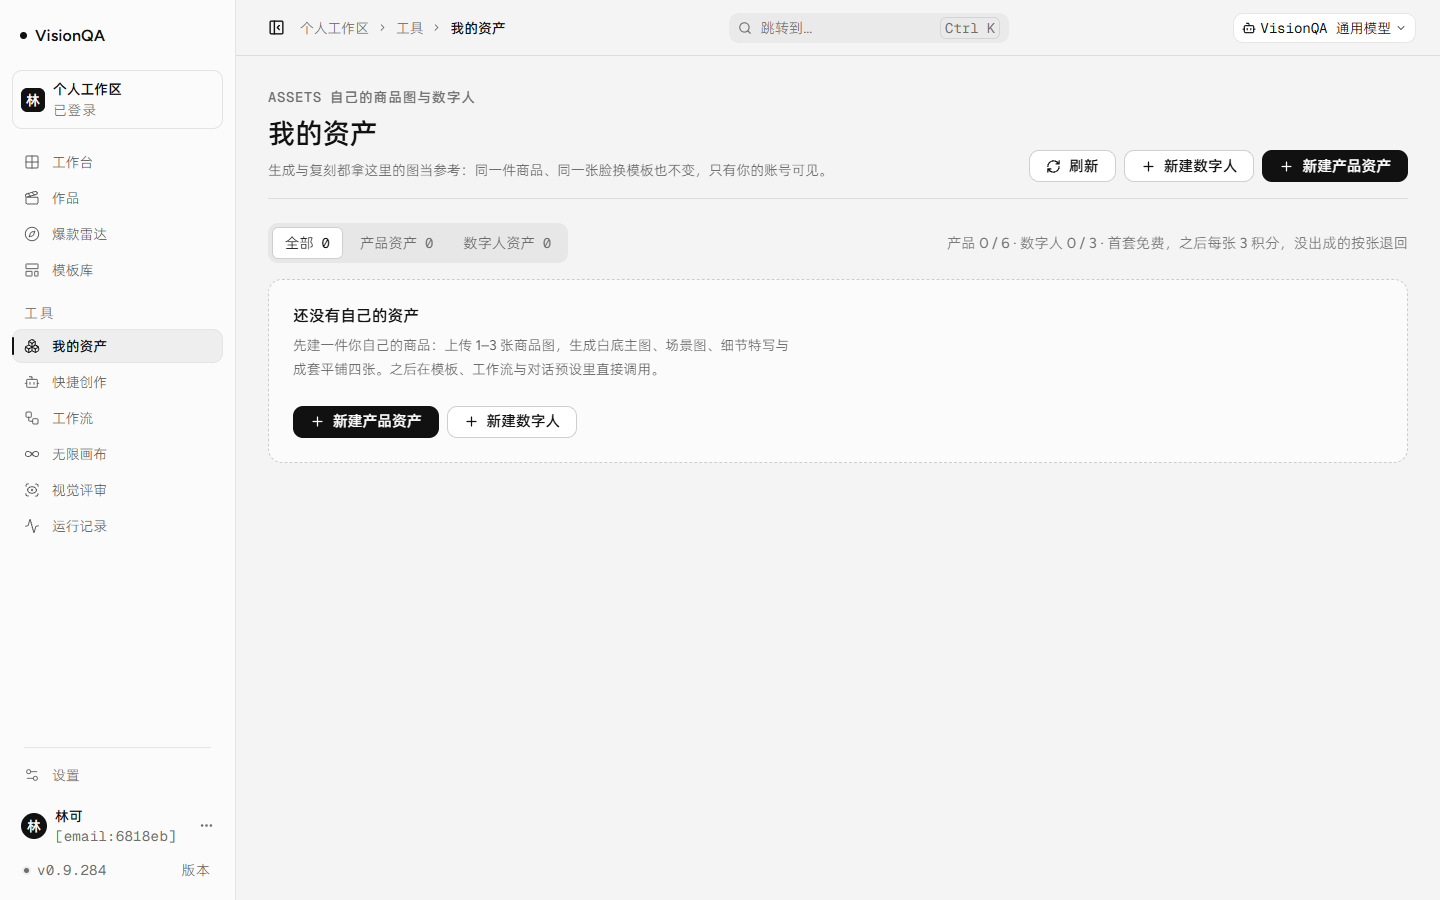 VisionQA
林
个人工作区
已登录
工作台
作品
爆款雷达
模板库
工具
我的资产
快捷创作
工作流
无限画布
视觉评审
运行记录
设置
林
林可
[email:6818eb]
v0.9.284
版本
个人工作区
工具
我的资产
跳转到...
Ctrl K
VisionQA 通用模型
ASSETS 自己的商品图与数字人
我的资产
生成与复刻都拿这里的图当参考：同一件商品、同一张脸换模板也不变，只有你的账号可见。
刷新
新建数字人
新建产品资产
全部 0
产品资产 0
数字人资产 0
产品 0 / 6 · 数字人 0 / 3 · 首套免费，之后每张 3 积分，没出成的按张退回
还没有自己的资产
先建一件你自己的商品：上传 1–3 张商品图，生成白底主图、场景图、细节特写与
成套平铺四张。之后在模板、工作流与对话预设里直接调用。
新建产品资产
新建数字人